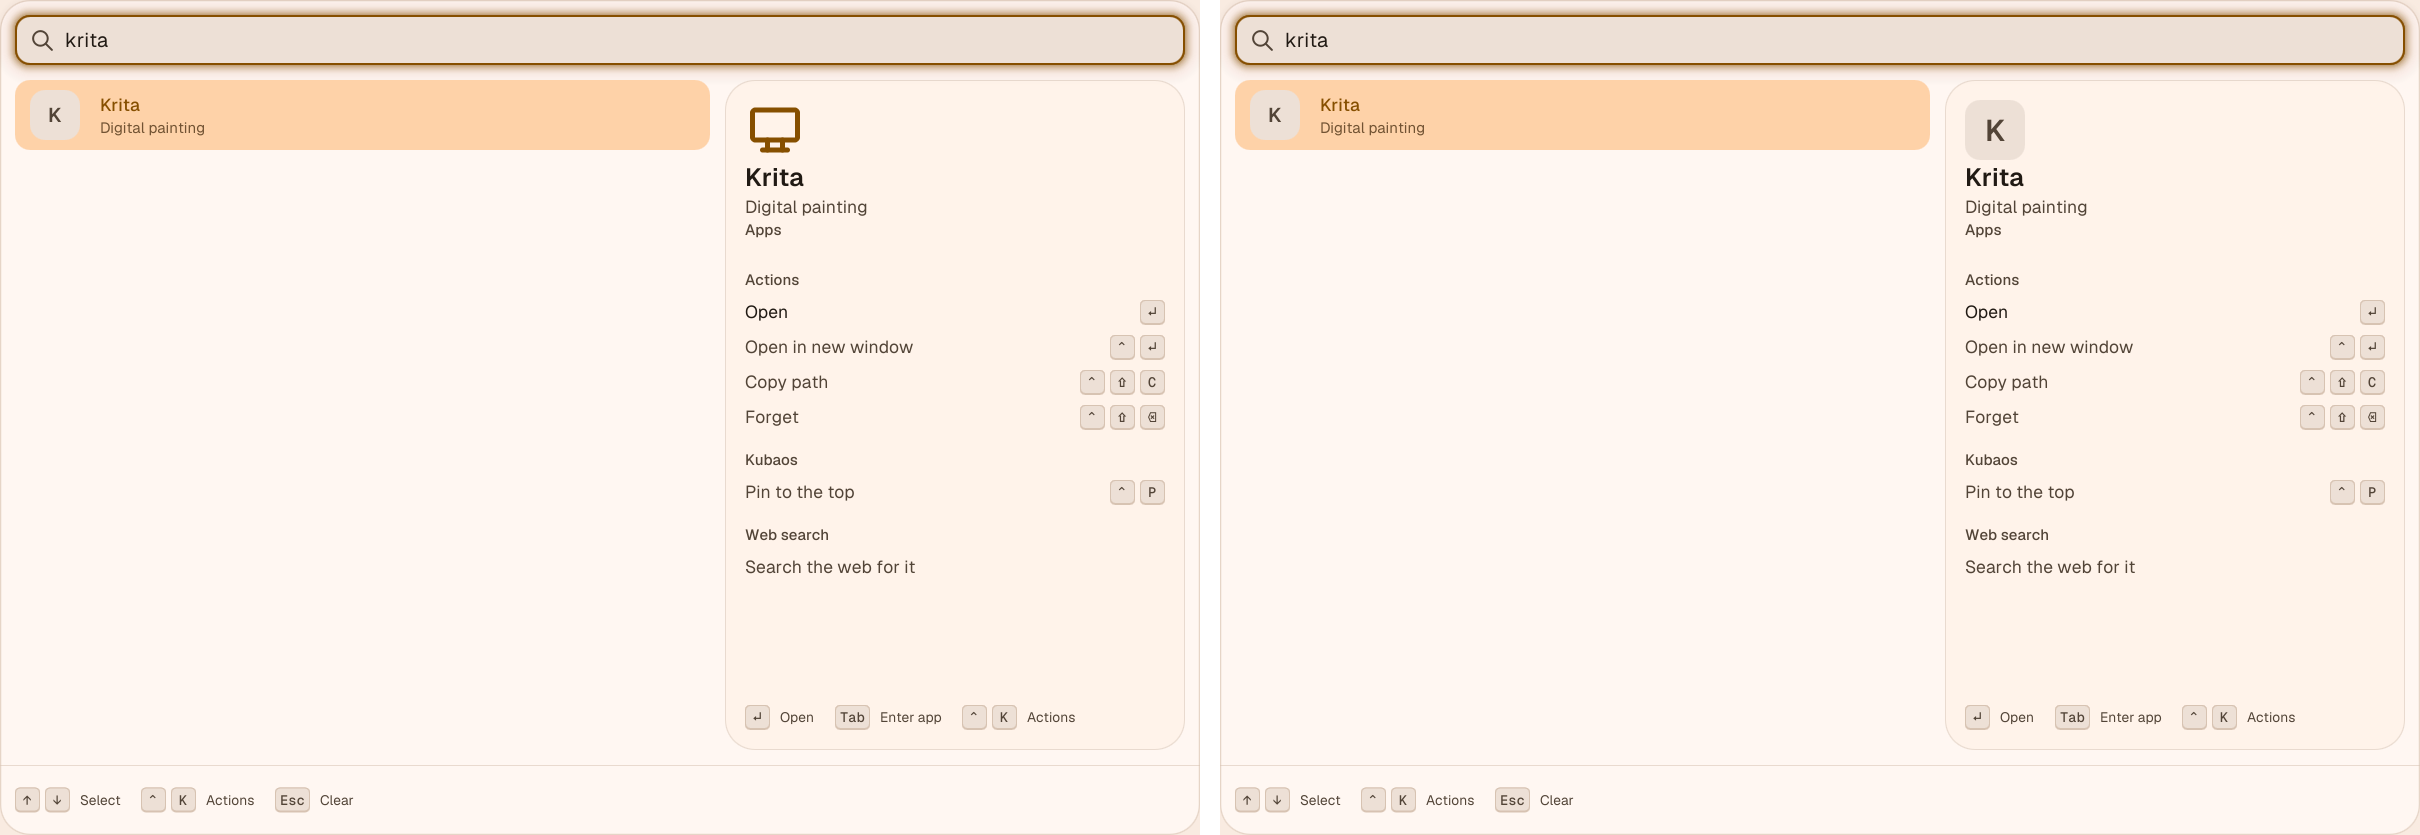 krita
K
Krita
Digital painting
Krita
Digital painting
Apps
Actions
Open ↵
Open in new window ^ ↵
Copy path ^ ⇧ C
Forget ^ ⇧ ⌫
Kubaos
Pin to the top ^ P
Web search
Search the web for it
↵ Open Tab Enter app ^ K Actions
↑ ↓ Select ^ K Actions Esc Clear
krita
K
Krita
Digital painting
K
Krita
Digital painting
Apps
Actions
Open ↵
Open in new window ^ ↵
Copy path ^ ⇧ C
Forget ^ ⇧ ⌫
Kubaos
Pin to the top ^ P
Web search
Search the web for it
↵ Open Tab Enter app ^ K Actions
↑ ↓ Select ^ K Actions Esc Clear